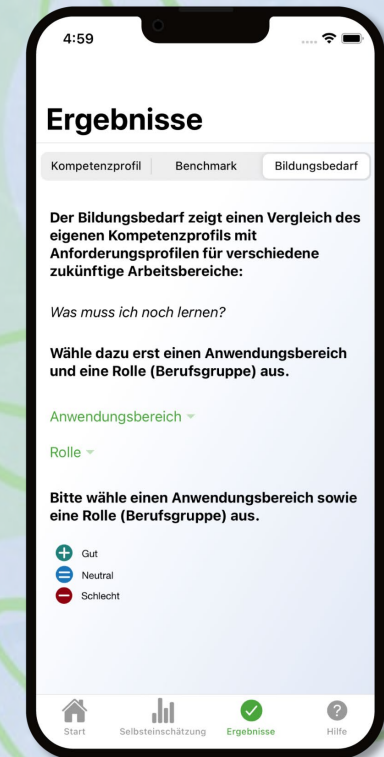 4:59
Ergebnisse
Kompetenzprofil Benchmark Bildungsbedarf
Der Bildungsbedarf zeigt einen Vergleich des
eigenen Kompetenzprofils mit
Anforderungsprofilen für verschiedene
zukünftige Arbeitsbereiche:
Was muss ich noch lernen?
Wähle dazu erst einen Anwendungsbereich
und eine Rolle (Berufsgruppe) aus.
Anwendungsbereich
Rolle
Bitte wähle einen Anwendungsbereich sowie
eine Rolle (Berufsgruppe) aus.
Gut
Neutral
Schlecht
Start Selbsteinschätzung Ergebnisse Hilfe